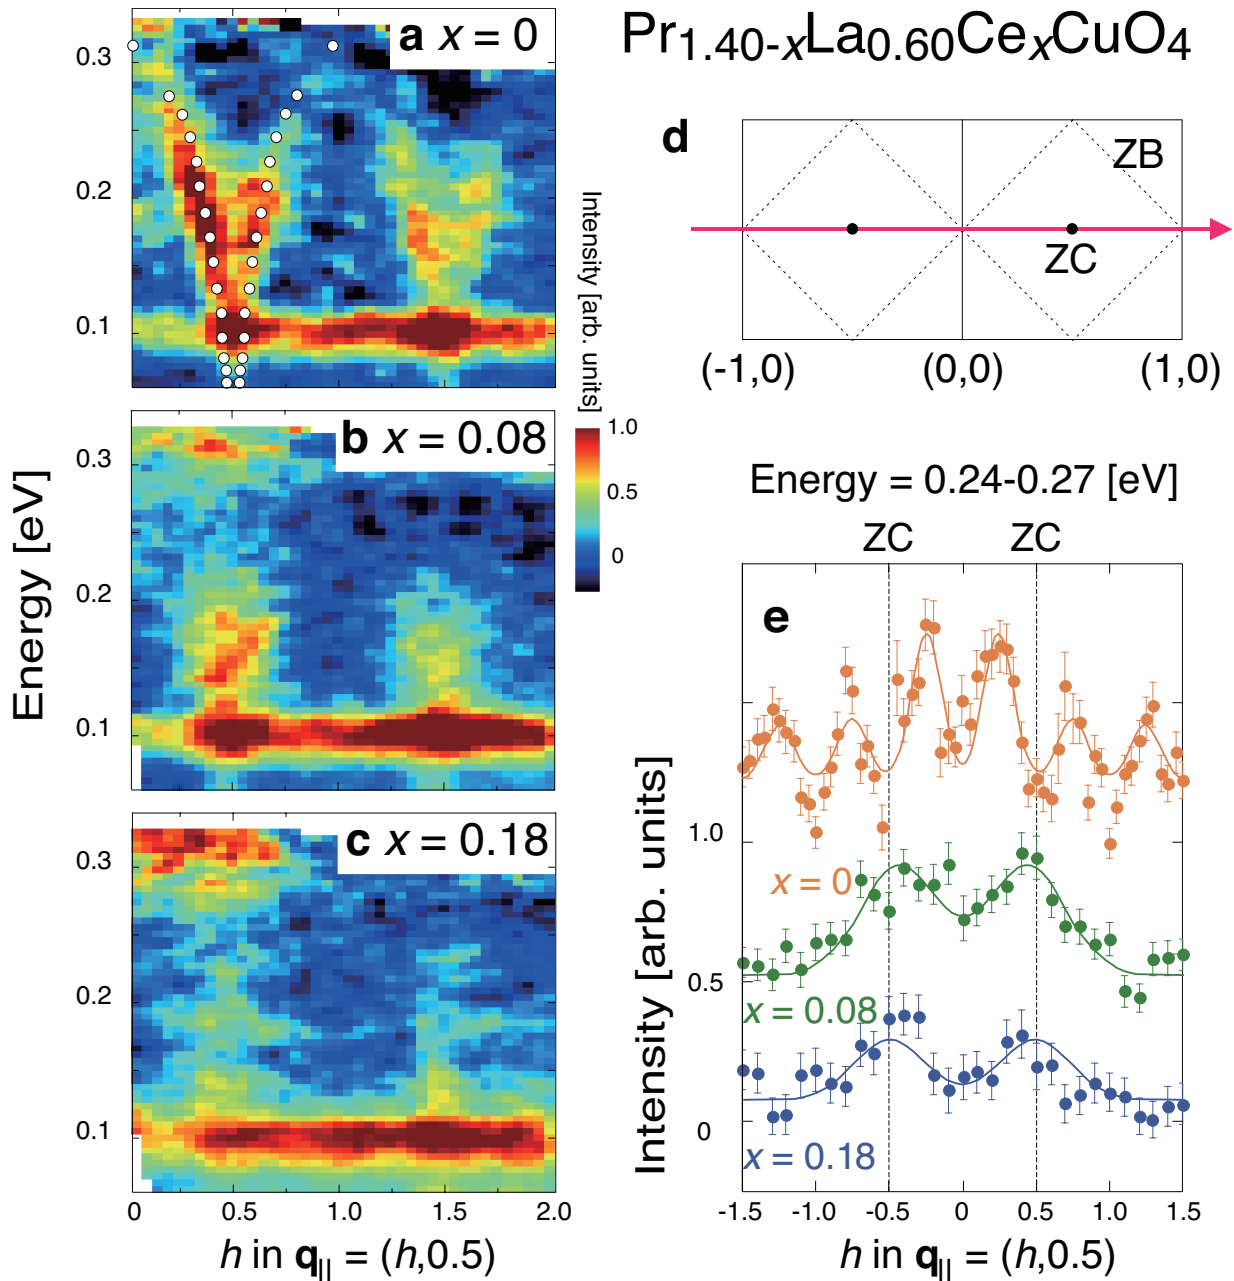 a x = 0
Pr1.40-xLa0.60CexCuO4
0.3
0.2
0.1
Intensity [arb. units]
d
ZB
ZC
(-1,0)
(0,0)
(1,0)
b x = 0.08
0.3
0.2
0.1
1.0
0.5
0
Energy [eV]
c x = 0.18
0.3
0.2
0.1
0
0.5
1.0
1.5
2.0
h in q|| = (h,0.5)
Energy = 0.24-0.27 [eV]
ZC
ZC
e
x = 0
x = 0.08
x = 0.18
1.0
0.5
0
Intensity [arb. units]
-1.5
-1.0
-0.5
0
0.5
1.0
1.5
h in q|| = (h,0.5)